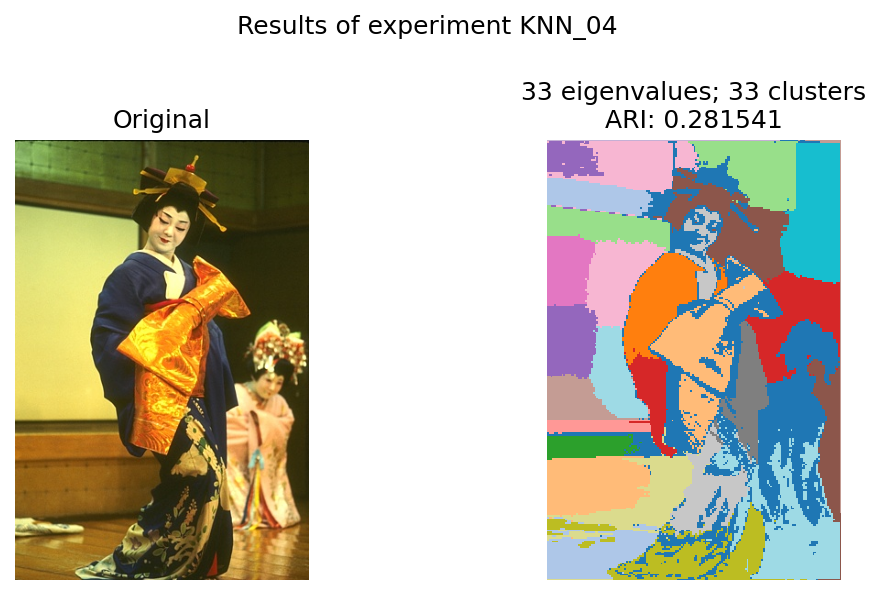 Results of experiment KNN_04
Original
33 eigenvalues; 33 clusters
ARI: 0.281541